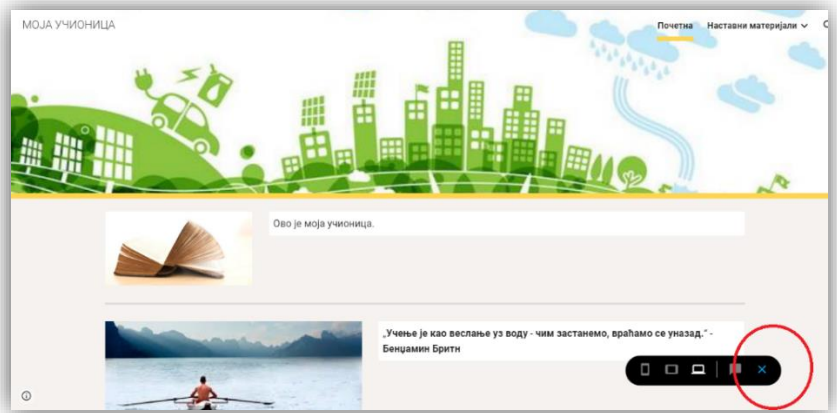 МОЈА УЧИОНИЦА
Почетна Наставни материјали
Ово је моја учионица.
„Учење је као веслање уз воду - чим застанемо, враћамо се уназад.“ -
Бенџамин Бритн